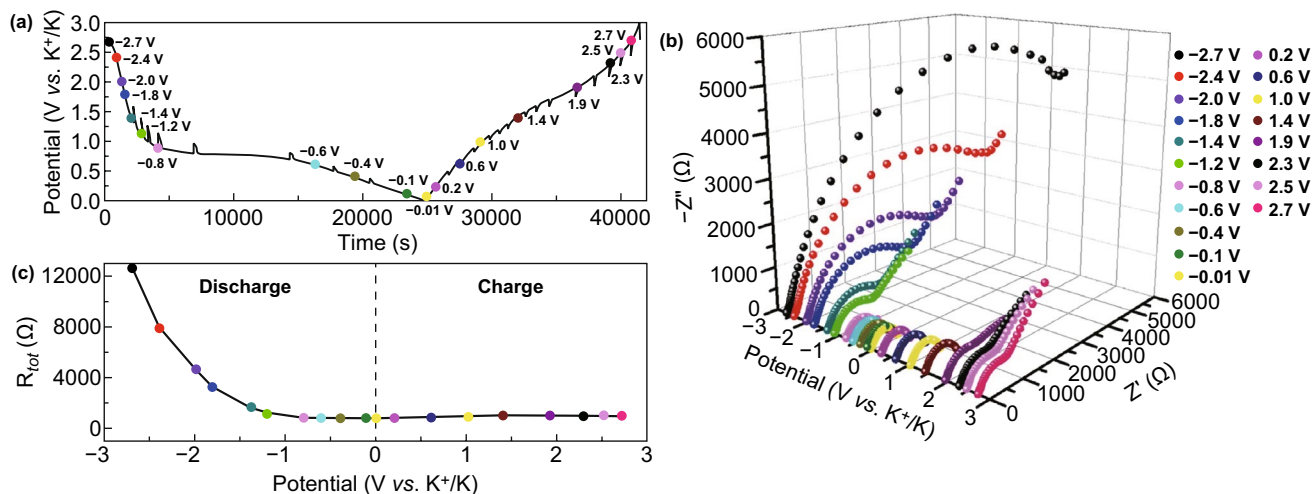 (a)
Potential (V vs. K⁺/K)
3.0
2.5
2.0
1.5
1.0
0.5
0.0
−2.7 V
−2.4 V
−2.0 V
−1.8 V
−1.4 V
−1.2 V
−0.8 V
−0.6 V
−0.4 V
−0.1 V
−0.01 V
0.2 V
0.6 V
1.0 V
1.4 V
1.9 V
2.3 V
2.5 V
2.7 V
0 10000 20000 30000 40000
Time (s)
(b)
−Z" (Ω)
6000
5000
4000
3000
2000
1000
0
−3 −2 −1 0 1 2 3
Potential (V vs. K⁺/K)
0 1000 2000 3000 4000 5000 6000
Z' (Ω)
−2.7 V
−2.4 V
−2.0 V
−1.8 V
−1.4 V
−1.2 V
−0.8 V
−0.6 V
−0.4 V
−0.1 V
−0.01 V
0.2 V
0.6 V
1.0 V
1.4 V
1.9 V
2.3 V
2.5 V
2.7 V
(c)
Rtot (Ω)
12000
8000
4000
0
Discharge
Charge
−3 −2 −1 0 1 2 3
Potential (V vs. K⁺/K)